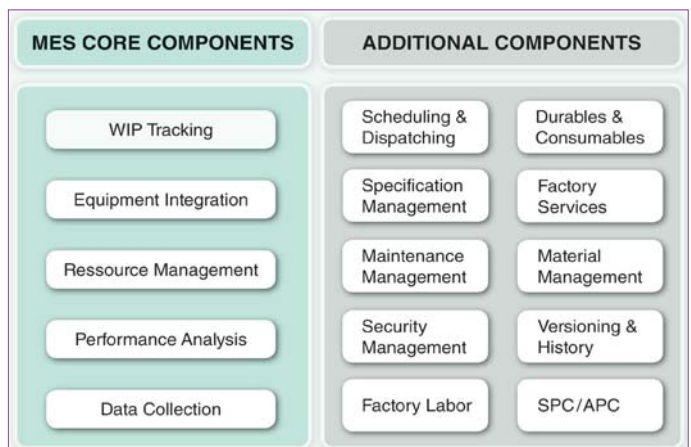 MES CORE COMPONENTS
WIP Tracking
Equipment Integration
Ressource Management
Performance Analysis
Data Collection
ADDITIONAL COMPONENTS
Scheduling &
Dispatching
Durables &
Consumables
Specification
Management
Factory
Services
Maintenance
Management
Material
Management
Security
Management
Versioning &
History
Factory Labor
SPC/APC